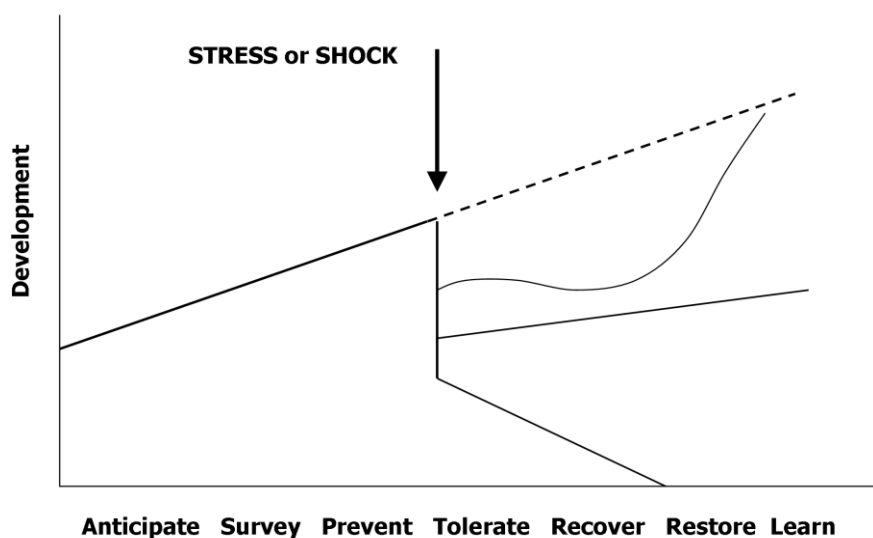 STRESS or SHOCK
Development
Anticipate Survey Prevent Tolerate Recover Restore Learn